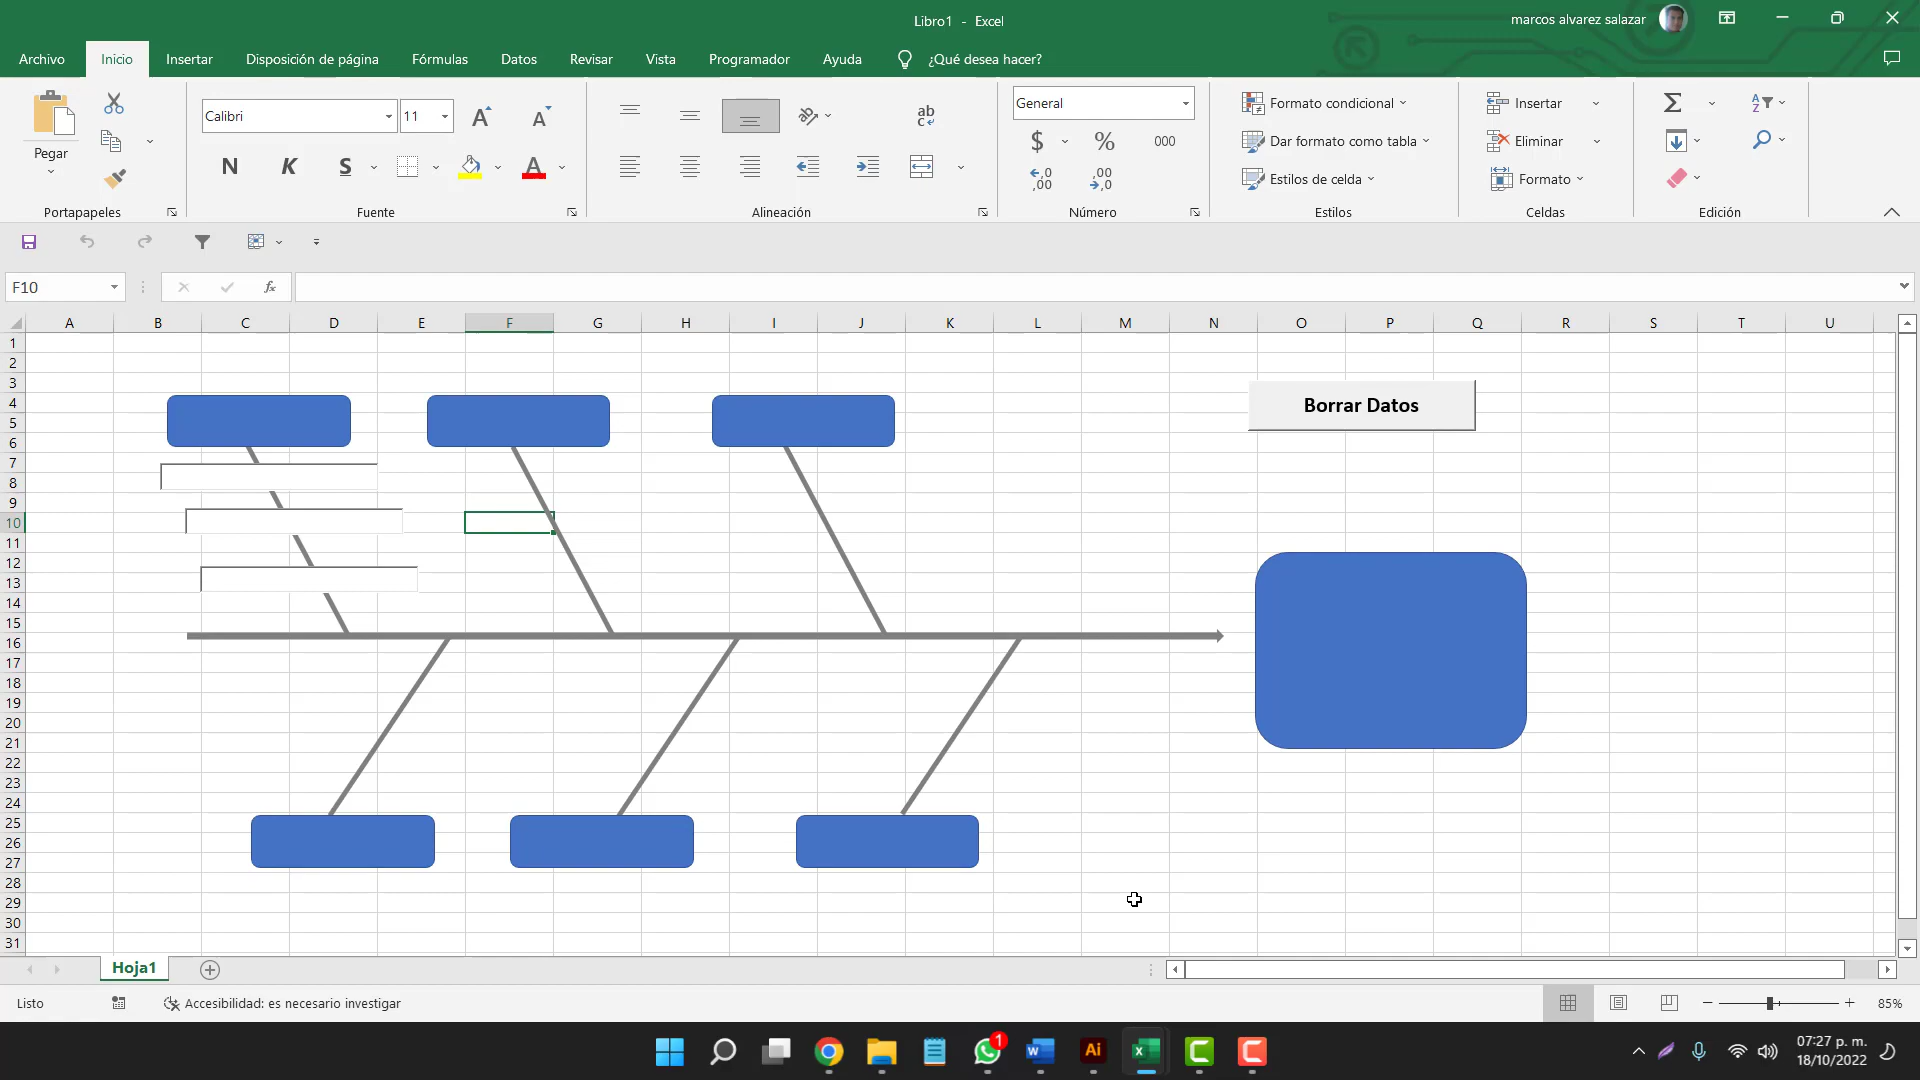 Libro1 - Excel
marcos alvarez salazar
Archivo
Inicio
Insertar
Disposición de página
Fórmulas
Datos
Revisar
Vista
Programador
Ayuda
¿Qué desea hacer?
Pegar
Portapapeles
Calibri
11
N K S
Fuente
ab
Alineación
General
$ % 000
Número
Formato condicional
Dar formato como tabla
Estilos de celda
Estilos
Insertar
Eliminar
Formato
Celdas
Edición
F10
fx
A B C D E F G H I J K L M N O P Q R S T U
1
2
3
4
5
6
7
8
9
10
11
12
13
14
15
16
17
18
19
20
21
22
23
24
25
26
27
28
29
30
31
Borrar Datos
Hoja1
Listo
Accesibilidad: es necesario investigar
85%
1
Ai
07:27 p. m.
18/10/2022